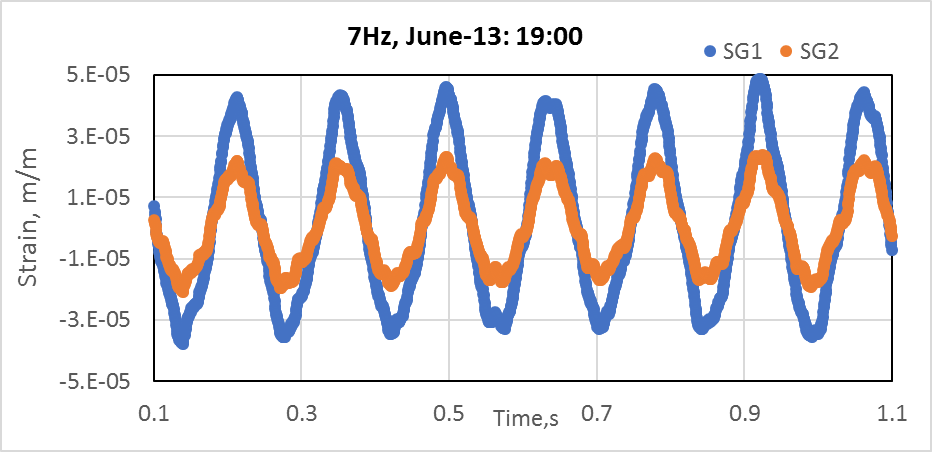 7Hz, June-13: 19:00
SG1 SG2
5.E-05
3.E-05
1.E-05
-1.E-05
-3.E-05
-5.E-05
Strain, m/m
0.1 0.3 0.5 0.7 0.9 1.1
Time,s